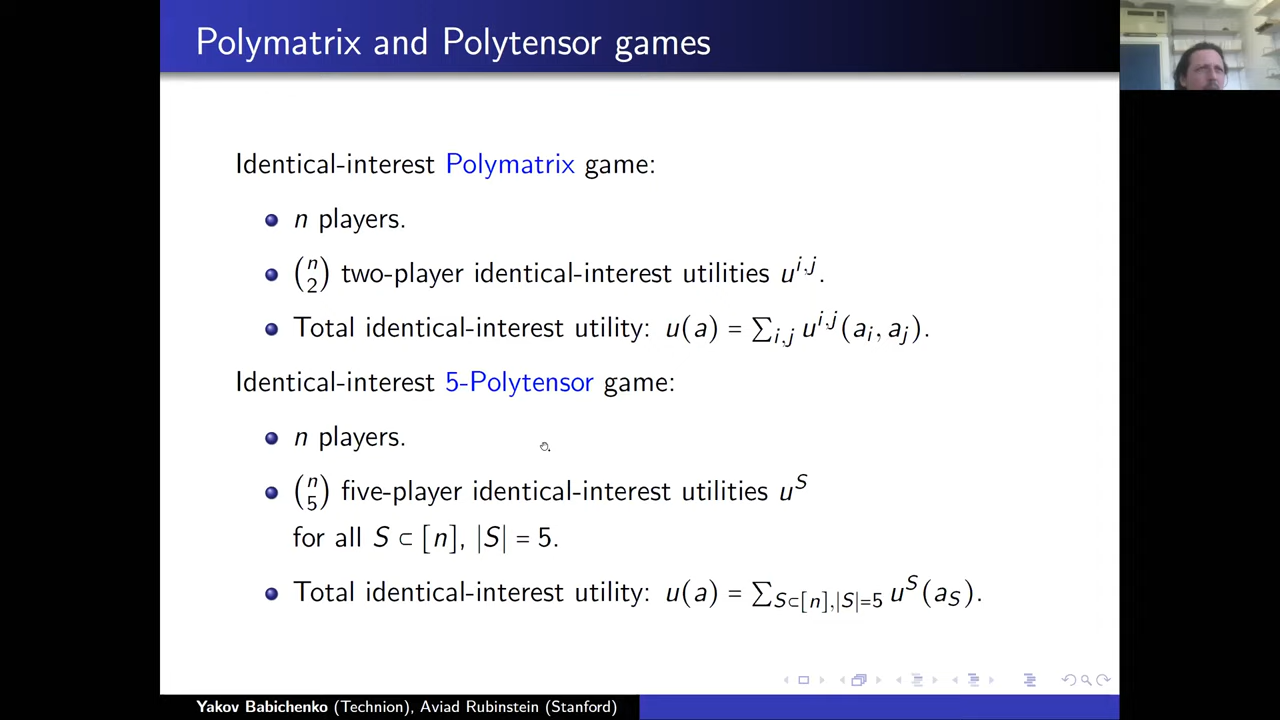 Polymatrix and Polytensor games
Identical-interest Polymatrix game:
n players.
(n 2) two-player identical-interest utilities u^{i,j}.
Total identical-interest utility: u(a) = ∑_{i,j} u^{i,j}(a_i, a_j).
Identical-interest 5-Polytensor game:
n players.
(n 5) five-player identical-interest utilities u^S
for all S ⊂ [n], |S| = 5.
Total identical-interest utility: u(a) = ∑_{S⊂[n],|S|=5} u^S(a_S).
Yakov Babichenko (Technion), Aviad Rubinstein (Stanford)